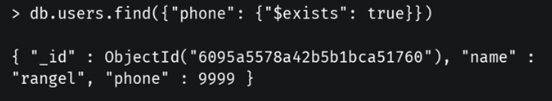 > db.users.find({"phone": {"$exists": true}})
{ "_id" : ObjectId("6095a5578a42b5b1bca51760"), "name" :
"rangel", "phone" : 9999 }